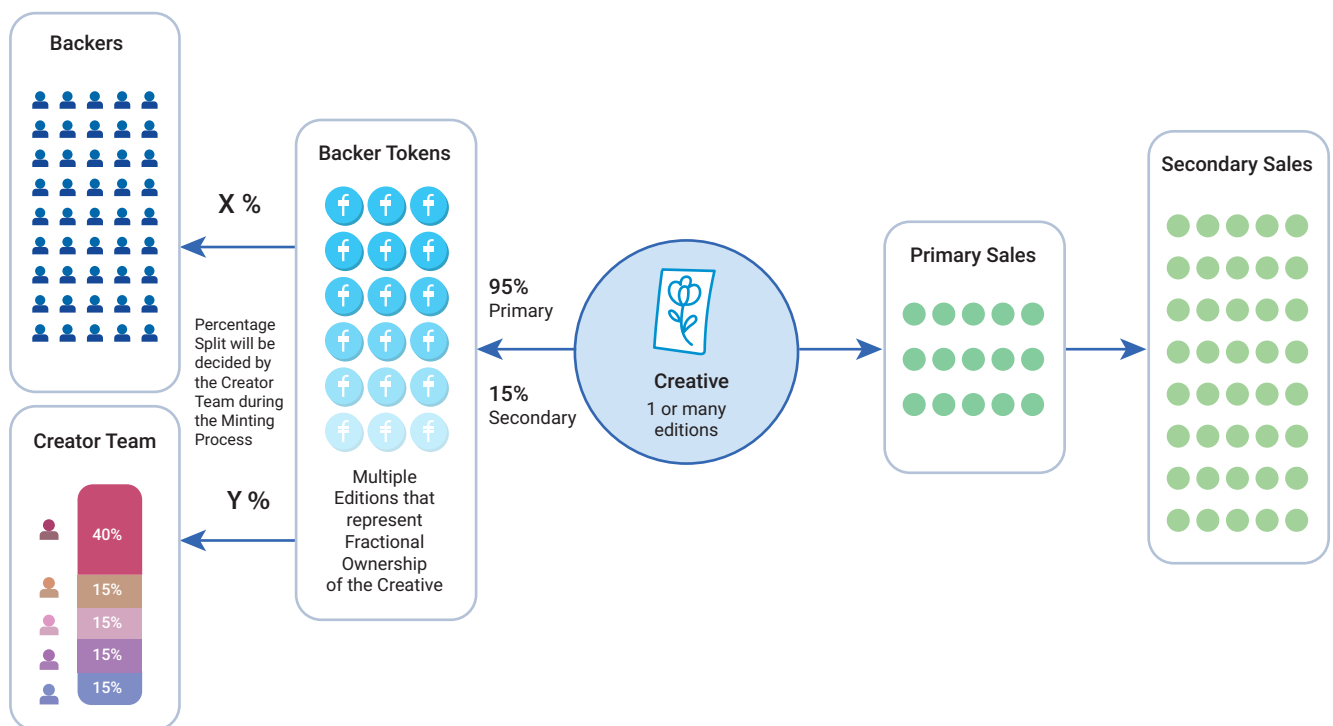 Backers
X %
Percentage
Split will be
decided by
the Creator
Team during
the Minting
Process
Creator Team
40%
15%
15%
15%
15%
Y %
Backer Tokens
Multiple
Editions that
represent
Fractional
Ownership
of the Creative
95%
Primary
15%
Secondary
Creative
1 or many
editions
Primary Sales
Secondary Sales